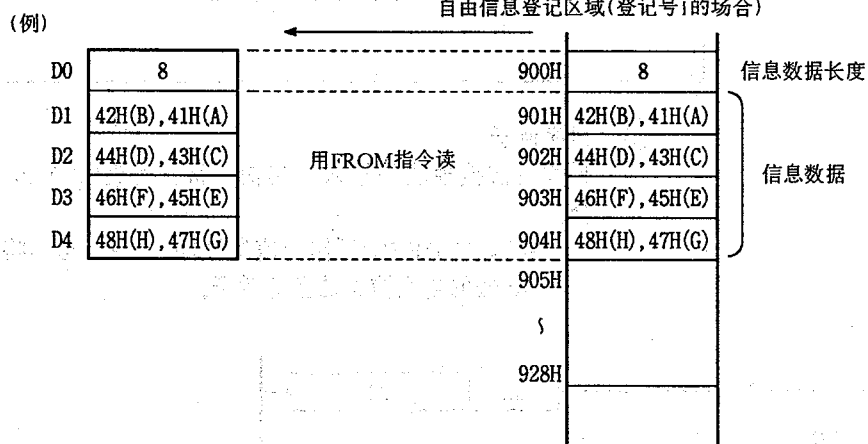 自由信息登记区域(登记号1的场合)
(例)
D0 8 900H 8 信息数据长度
D1 42H(B),41H(A) 901H 42H(B),41H(A)
D2 44H(D),43H(C) 用FROM指令读 902H 44H(D),43H(C) 信息数据
D3 46H(F),45H(E) 903H 46H(F),45H(E)
D4 48H(H),47H(G) 904H 48H(H),47H(G)
905H
∫
928H